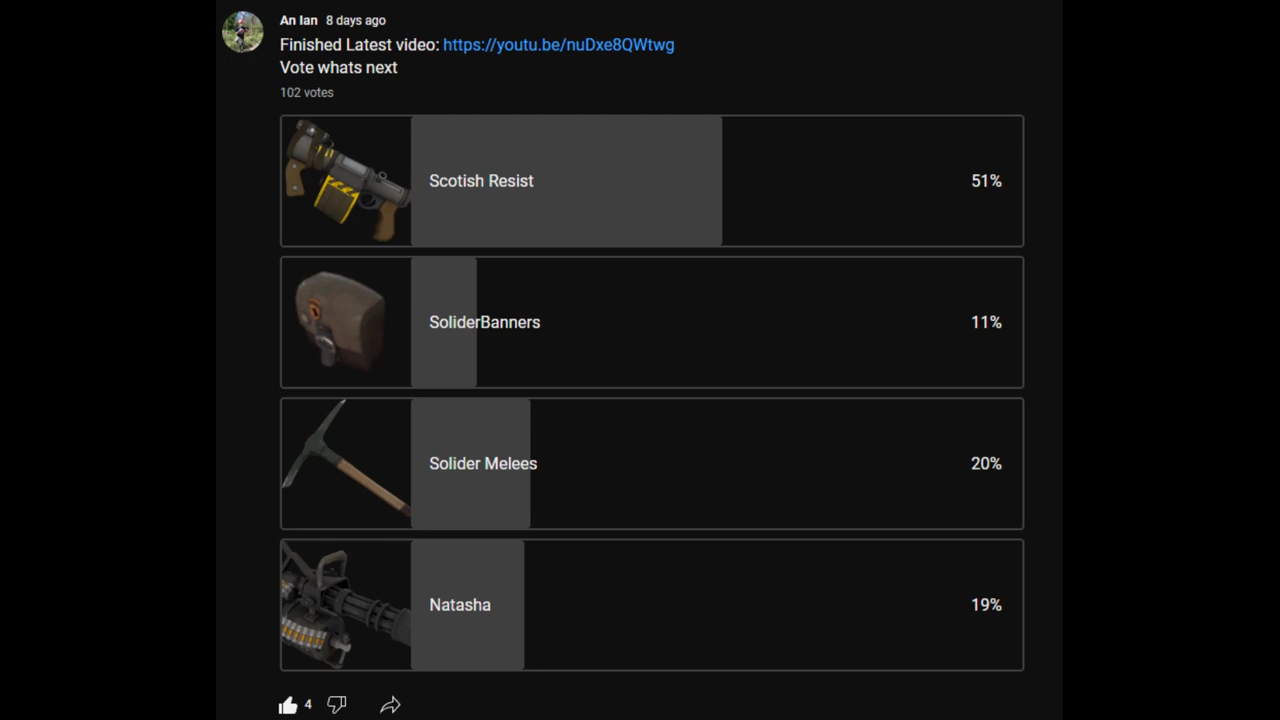 An Ian 8 days ago
Finished Latest video: https://youtu.be/nuDxe8QWtwg
Vote whats next
102 votes
Scotish Resist 51%
SoliderBanners 11%
Solider Melees 20%
Natasha 19%
4